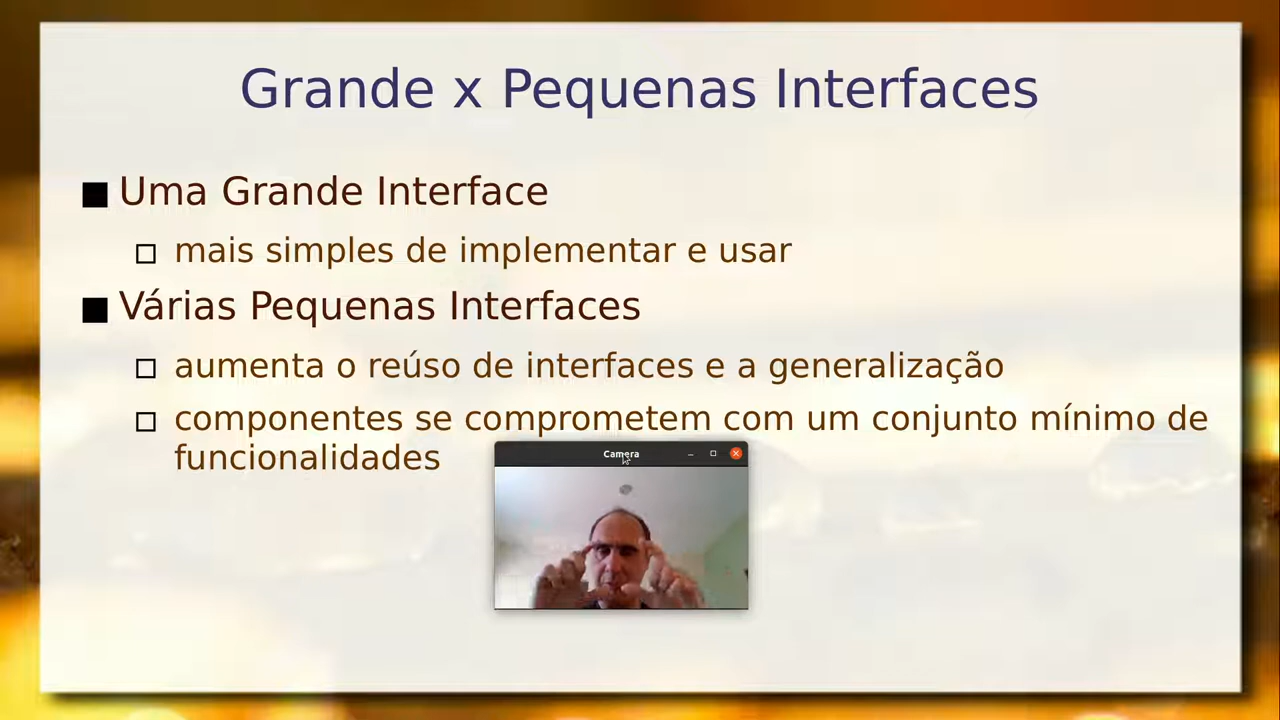 Grande x Pequenas Interfaces
Uma Grande Interface
mais simples de implementar e usar
Várias Pequenas Interfaces
aumenta o reúso de interfaces e a generalização
componentes se comprometem com um conjunto mínimo de
funcionalidades
Camera